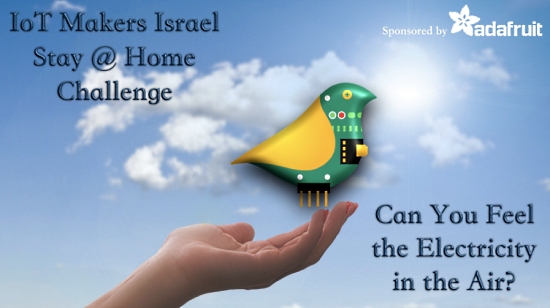 IoT Makers Israel
Stay @ Home
Challenge
Sponsored by adafruit
Can You Feel
the Electricity
in the Air?